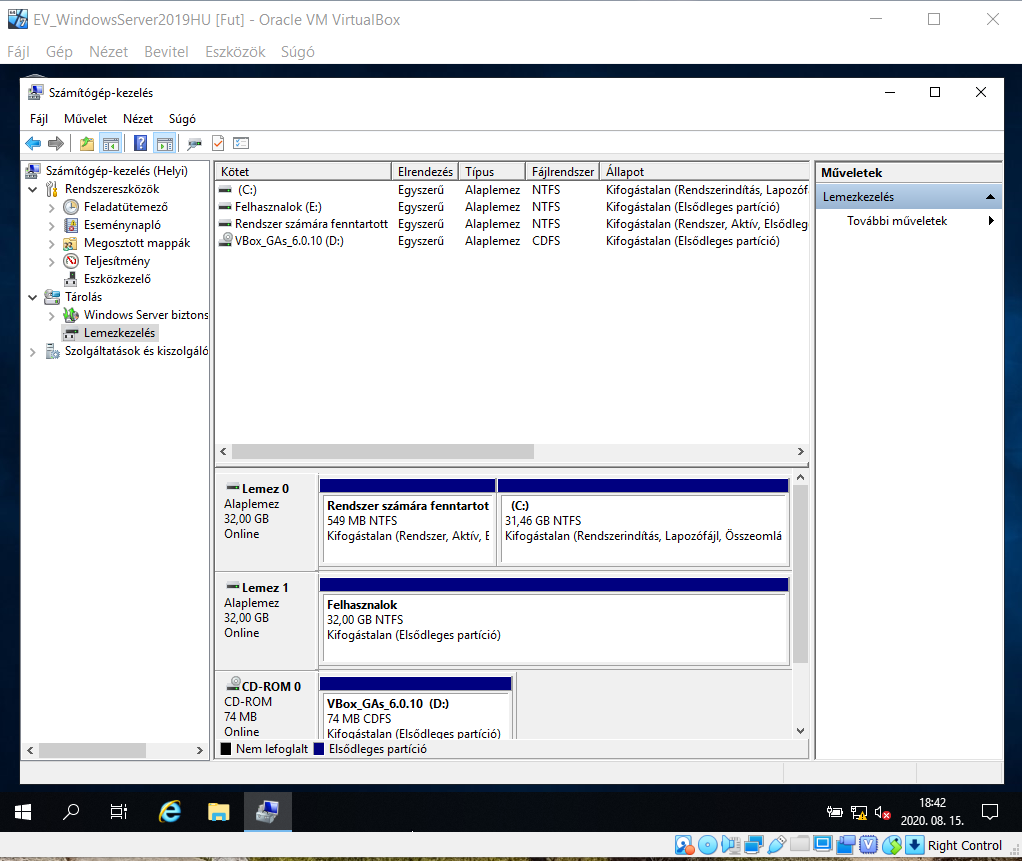 EV_WindowsServer2019HU [Fut] - Oracle VM VirtualBox
Fájl Gép Nézet Bevitel Eszközök Súgó
Számítógép-kezelés
Fájl Művelet Nézet Súgó
Számítógép-kezelés (Helyi)
Rendszereszközök
Feladatütemező
Eseménynapló
Megosztott mappák
Teljesítmény
Eszközkezelő
Tárolás
Windows Server biztons
Lemezkezelés
Szolgáltatások és kiszolgáló
Kötet Elrendezés Típus Fájlrendszer Állapot
(C:) Egyszerű Alaplemez NTFS Kifogástalan (Rendszerindítás, Lapozófá
Felhasznalok (E:) Egyszerű Alaplemez NTFS Kifogástalan (Elsődleges partíció)
Rendszer számára fenntartott Egyszerű Alaplemez NTFS Kifogástalan (Rendszer, Aktív, Elsődleg
VBox_GAs_6.0.10 (D:) Egyszerű Alaplemez CDFS Kifogástalan (Elsődleges partíció)
Lemez 0
Alaplemez
32,00 GB
Online
Rendszer számára fenntartot
549 MB NTFS
Kifogástalan (Rendszer, Aktív, E
(C:)
31,46 GB NTFS
Kifogástalan (Rendszerindítás, Lapozófájl, Összeomlá
Lemez 1
Alaplemez
32,00 GB
Online
Felhasznalok
32,00 GB NTFS
Kifogástalan (Elsődleges partíció)
CD-ROM 0
CD-ROM
74 MB
Online
VBox_GAs_6.0.10 (D:)
74 MB CDFS
Kifogástalan (Elsődleges partíció)
Nem lefoglalt Elsődleges partíció
Műveletek
Lemezkezelés
További műveletek
18:42
2020. 08. 15.
Right Control